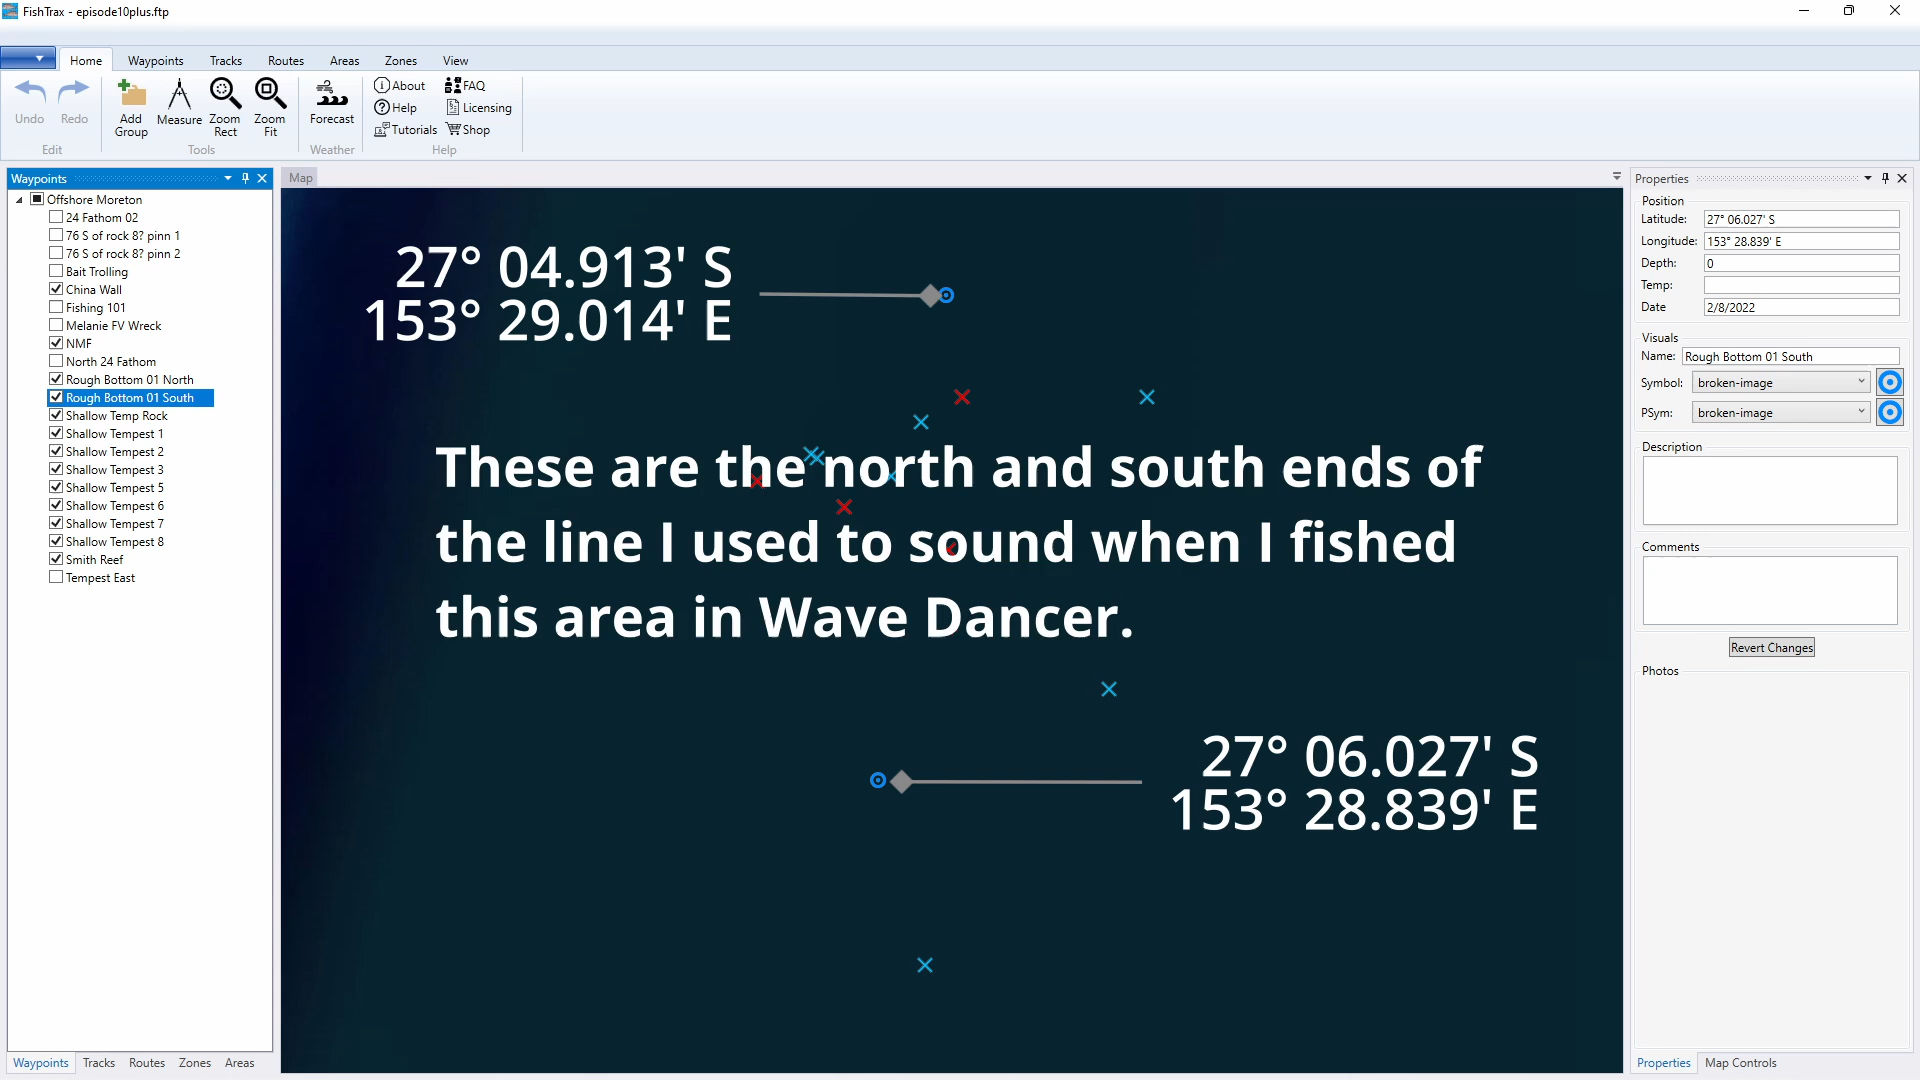 FishTrax - episode10plus.ftp
Home Waypoints Tracks Routes Areas Zones View
Undo Redo
Edit
Add Group Measure Zoom Rect Zoom Fit
Tools
Forecast
Weather
About FAQ
Help Licensing
Tutorials Shop
Help
Waypoints
Offshore Moreton
24 Fathom 02
76 S of rock 8? pinn 1
76 S of rock 8? pinn 2
Bait Trolling
China Wall
Fishing 101
Melanie FV Wreck
NMF
North 24 Fathom
Rough Bottom 01 North
Rough Bottom 01 South
Shallow Temp Rock
Shallow Tempest 1
Shallow Tempest 2
Shallow Tempest 3
Shallow Tempest 5
Shallow Tempest 6
Shallow Tempest 7
Shallow Tempest 8
Smith Reef
Tempest East
Waypoints Tracks Routes Zones Areas
Map
27° 04.913' S
153° 29.014' E
These are the north and south ends of
the line I used to sound when I fished
this area in Wave Dancer.
27° 06.027' S
153° 28.839' E
Properties
Position
Latitude: 27° 06.027' S
Longitude: 153° 28.839' E
Depth: 0
Temp:
Date 2/8/2022
Visuals
Name: Rough Bottom 01 South
Symbol: broken-image
PSym: broken-image
Description
Comments
Revert Changes
Photos
Properties Map Controls